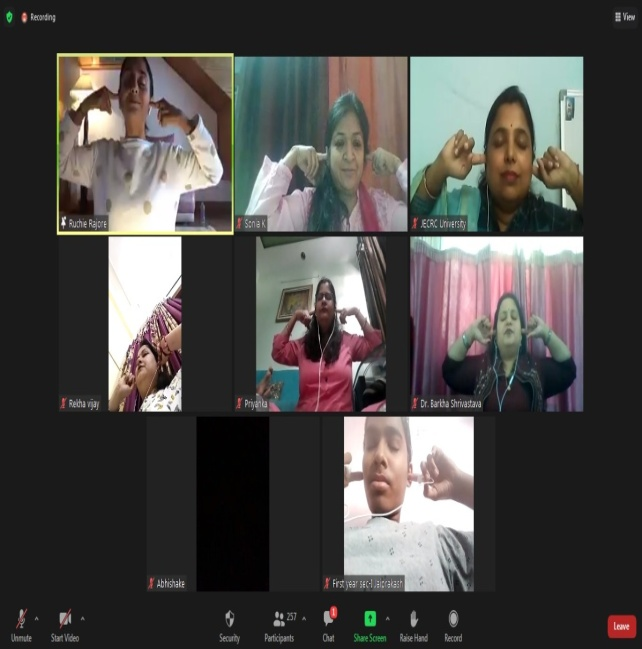 Recording
View
Ruchie Rajore
Sonia K
JECRC University
Rekha vijay
Priyanka
Dr. Barkha Shrivastava
Abhishake
First year sec-I Jaiprakash
257
1
Unmute
Start Video
Security
Participants
Chat
Share Screen
Raise Hand
Record
Leave